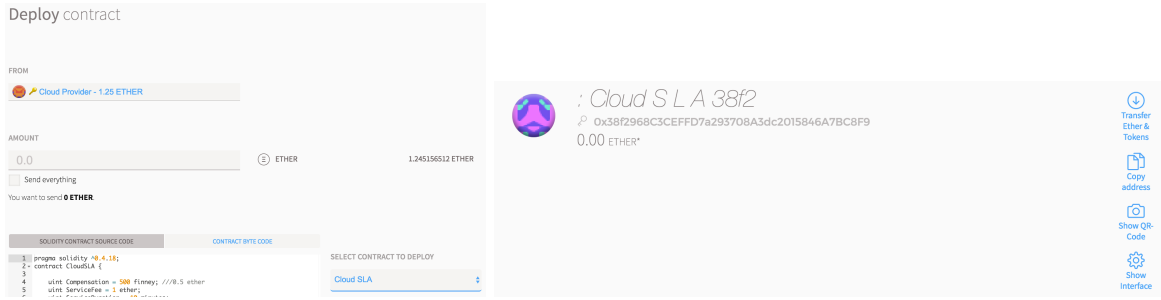 Deploy contract
FROM
Cloud Provider - 1.25 ETHER
AMOUNT
0.0
ETHER
1.245156512 ETHER
Send everything
You want to send 0 ETHER.
SOLIDITY CONTRACT SOURCE CODE
CONTRACT BYTE CODE
1 pragma solidity ^0.4.18;
2 contract CloudSLA {
3
4 uint Compensation = 500 finney; ///0.5 ether
5 uint ServiceFee = 1 ether;
SELECT CONTRACT TO DEPLOY
Cloud SLA
: Cloud S L A 38f2
0x38f2968C3CEFFD7a293708A3dc2015846A7BC8F9
0.00 ETHER*
Transfer
Ether &
Tokens
Copy
address
Show QR-
Code
Show
Interface